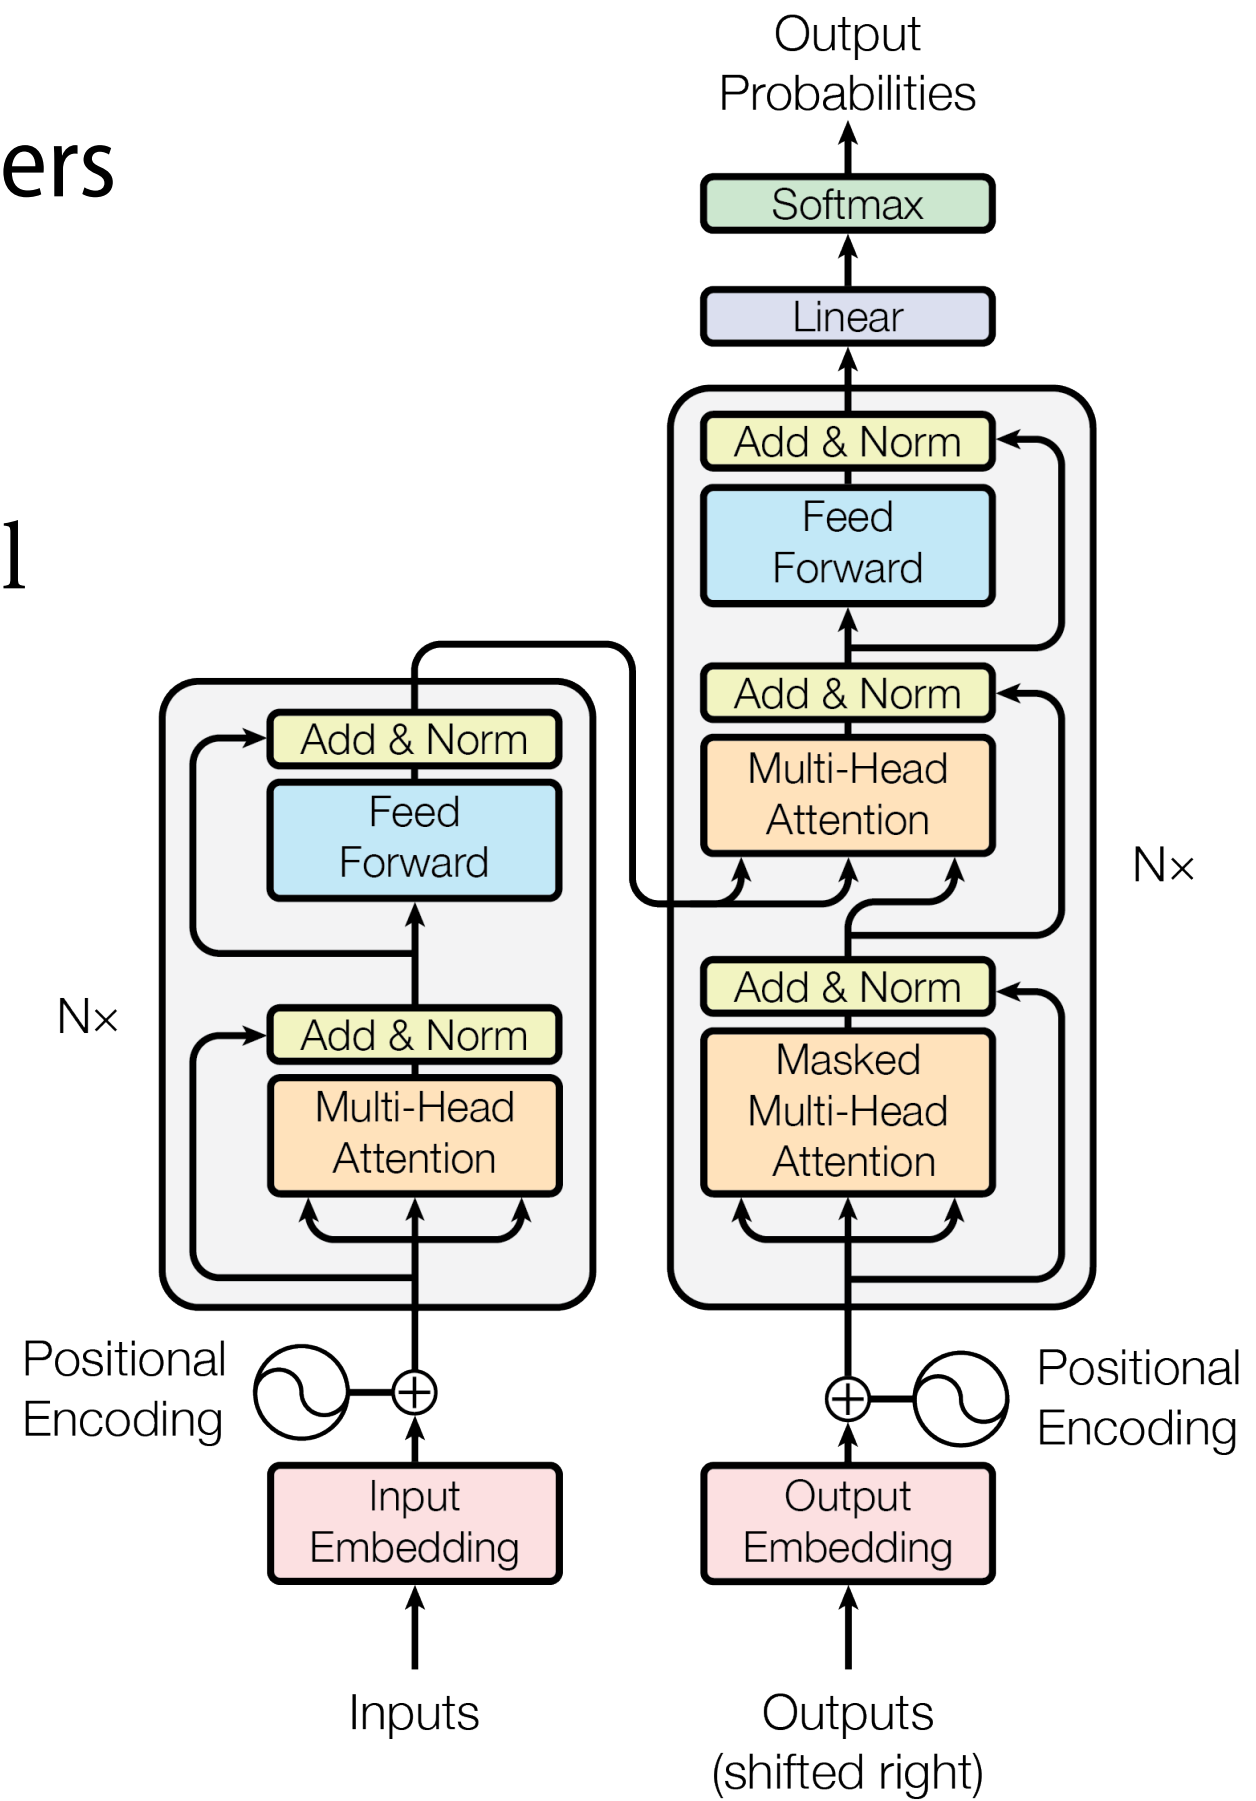 ers
l
Output
Probabilities
Softmax
Linear
Add & Norm
Feed
Forward
Add & Norm
Multi-Head
Attention
Add & Norm
Masked
Multi-Head
Attention
N×
Add & Norm
Feed
Forward
Add & Norm
Multi-Head
Attention
N×
Positional
Encoding
Positional
Encoding
Input
Embedding
Output
Embedding
Inputs
Outputs
(shifted right)